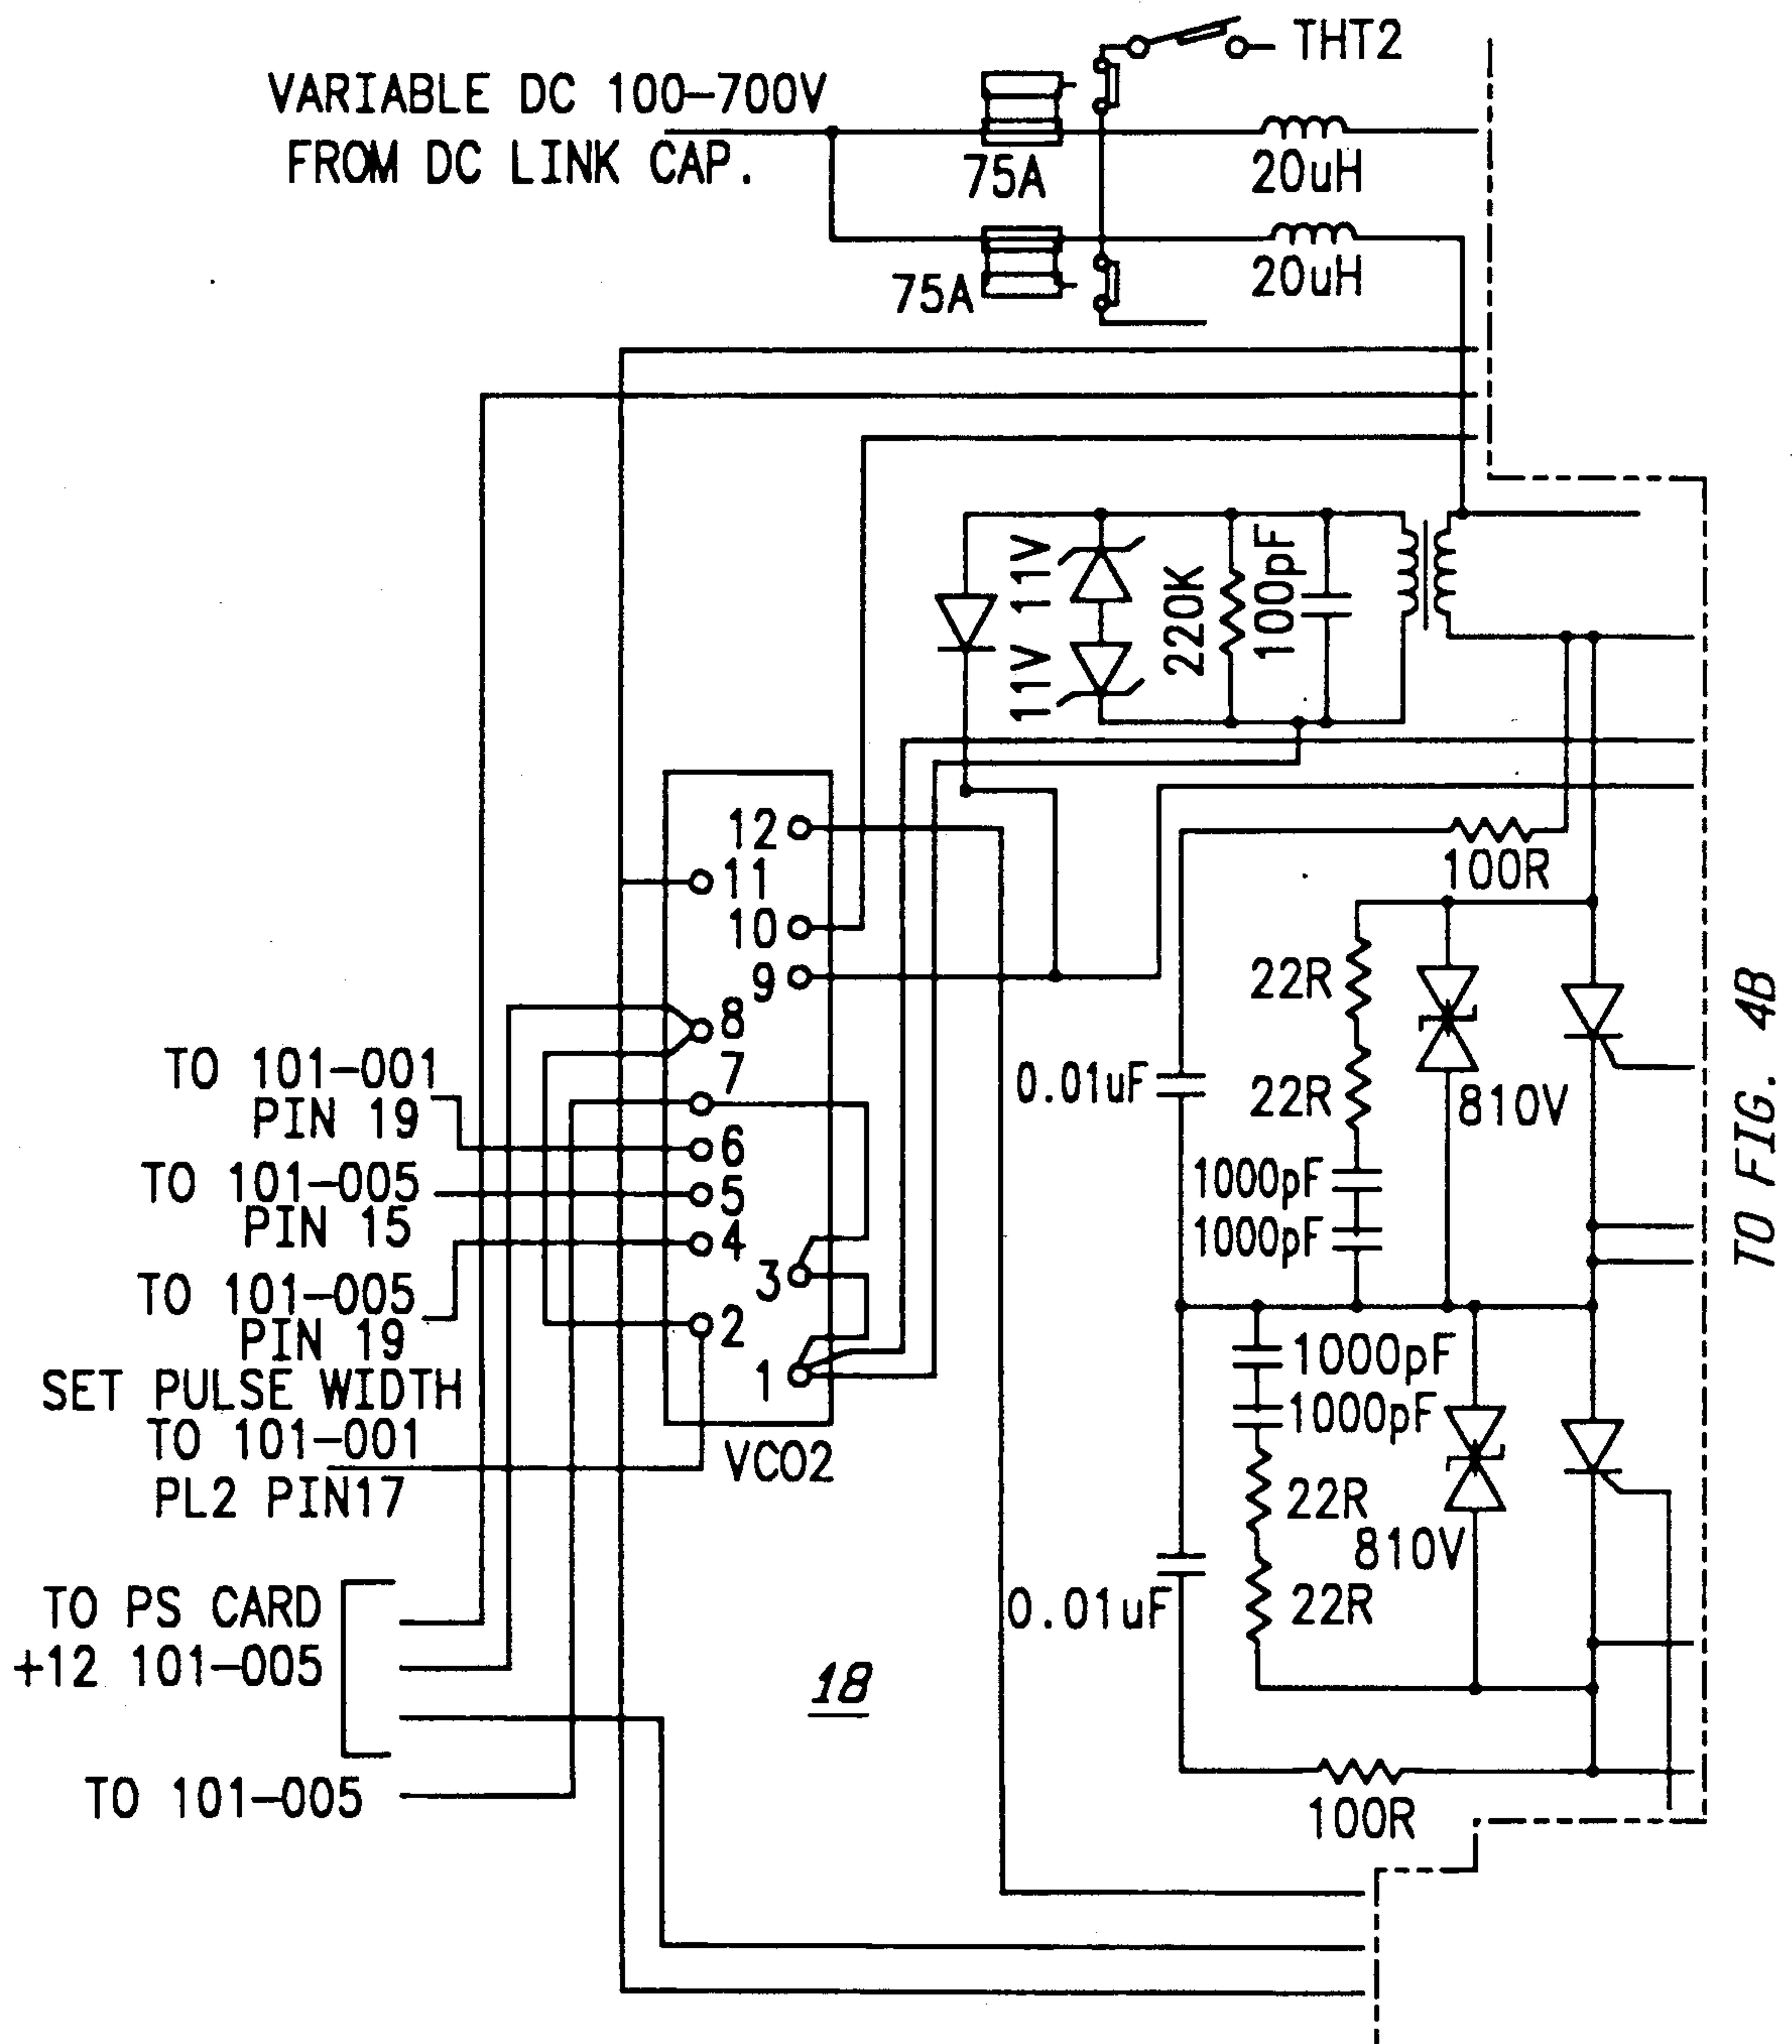 THT2
VARIABLE DC 100-700V
FROM DC LINK CAP.
75A
20uH
75A
20uH
11V 11V
220K
100pF
12
11
10
9
8
7
6
5
4
3
2
1
VCO2
100R
22R
22R
0.01uF
810V
1000pF
1000pF
TO 101-001
PIN 19
TO 101-005
PIN 15
TO 101-005
PIN 19
SET PULSE WIDTH
TO 101-001
PL2 PIN17
1000pF
1000pF
22R
810V
0.01uF
22R
TO PS CARD
+12 101-005
18
TO 101-005
100R
TO FIG. 4B